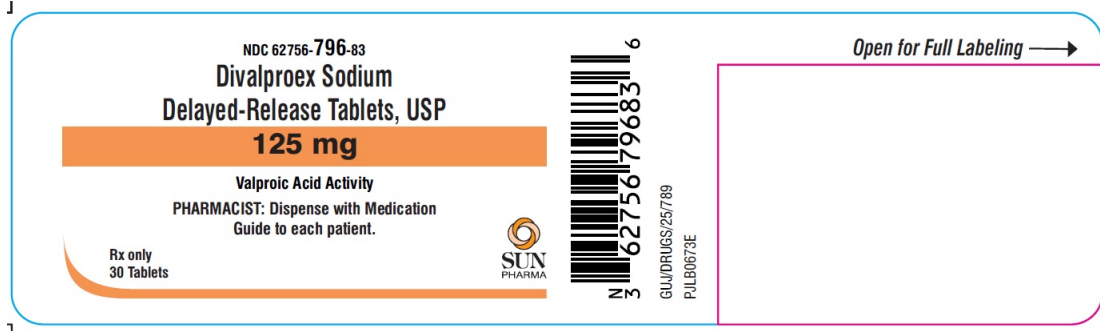 NDC 62756-796-83
Divalproex Sodium
Delayed-Release Tablets, USP
125 mg
Valproic Acid Activity
PHARMACIST: Dispense with Medication
Guide to each patient.
Rx only
30 Tablets
SUN
PHARMA
N
3 62756 79683 6
GUJ/DRUGS/25/789
PJLB0673E
Open for Full Labeling